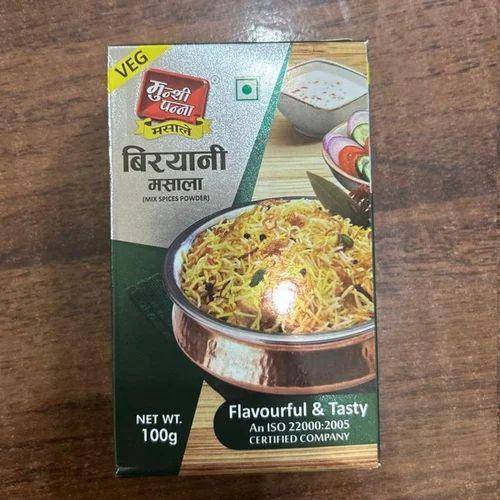 VEG
मुन्शी
पन्ना
®
मसाले
बिरयानी
मसाला
(MIX SPICES POWDER)
NET WT.
100g
Flavourful & Tasty
An ISO 22000:2005
CERTIFIED COMPANY